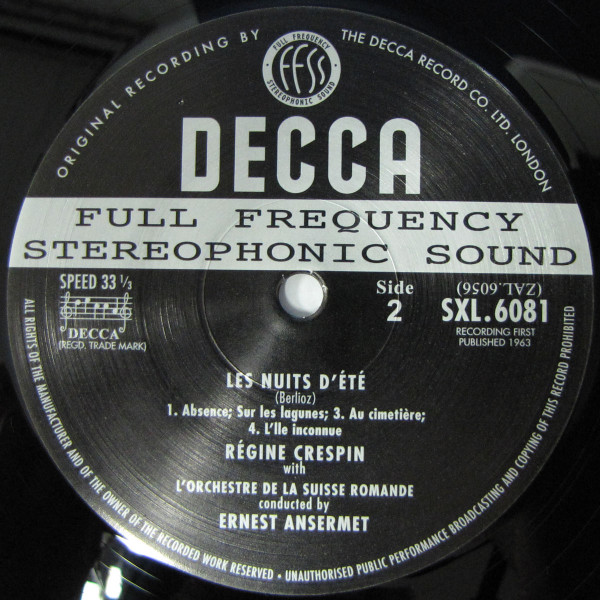 ORIGINAL RECORDING BY
THE DECCA RECORD CO. LTD. LONDON
FULL FREQUENCY
ffss
STEREOPHONIC SOUND
DECCA
FULL FREQUENCY
STEREOPHONIC SOUND
SPEED 33 1/3
DECCA
(REGD. TRADE MARK)
Side
2
(ZAL.6056)
SXL.6081
RECORDING FIRST
PUBLISHED 1963
LES NUITS D'ÉTÉ
(Berlioz)
1. Absence; Sur les lagunes; 3. Au cimetière;
4. L'Ile inconnue
RÉGINE CRESPIN
with
L'ORCHESTRE DE LA SUISSE ROMANDE
conducted by
ERNEST ANSERMET
ALL RIGHTS OF THE MANUFACTURER AND OF THE OWNER OF THE RECORDED WORK RESERVED • UNAUTHORISED PUBLIC PERFORMANCE BROADCASTING AND COPYING OF THIS RECORD PROHIBITED